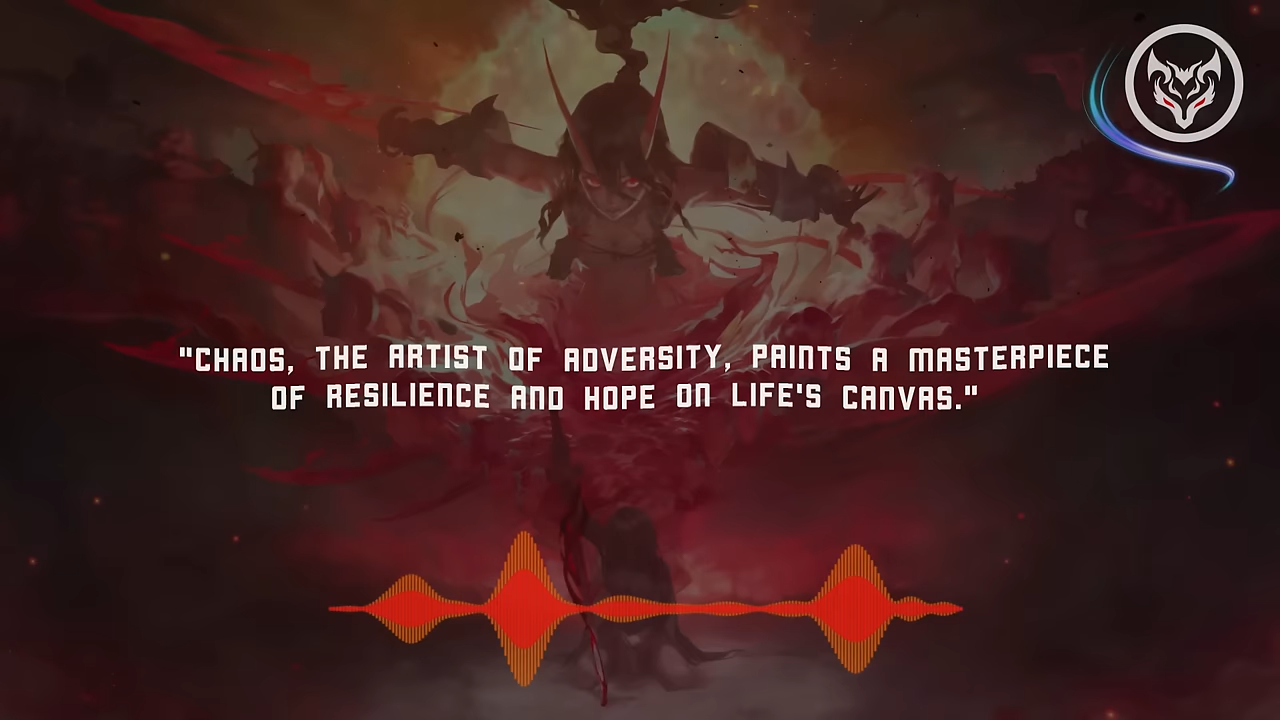 "CHAOS, THE ARTIST OF ADVERSITY, PAINTS A MASTERPIECE
OF RESILIENCE AND HOPE ON LIFE'S CANVAS."